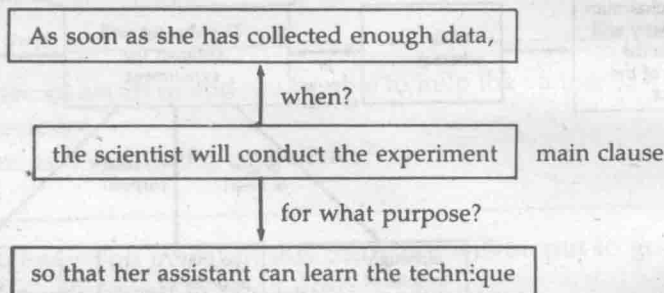 As soon as she has collected enough data,
when?
the scientist will conduct the experiment main clause
for what purpose?
so that her assistant can learn the technique